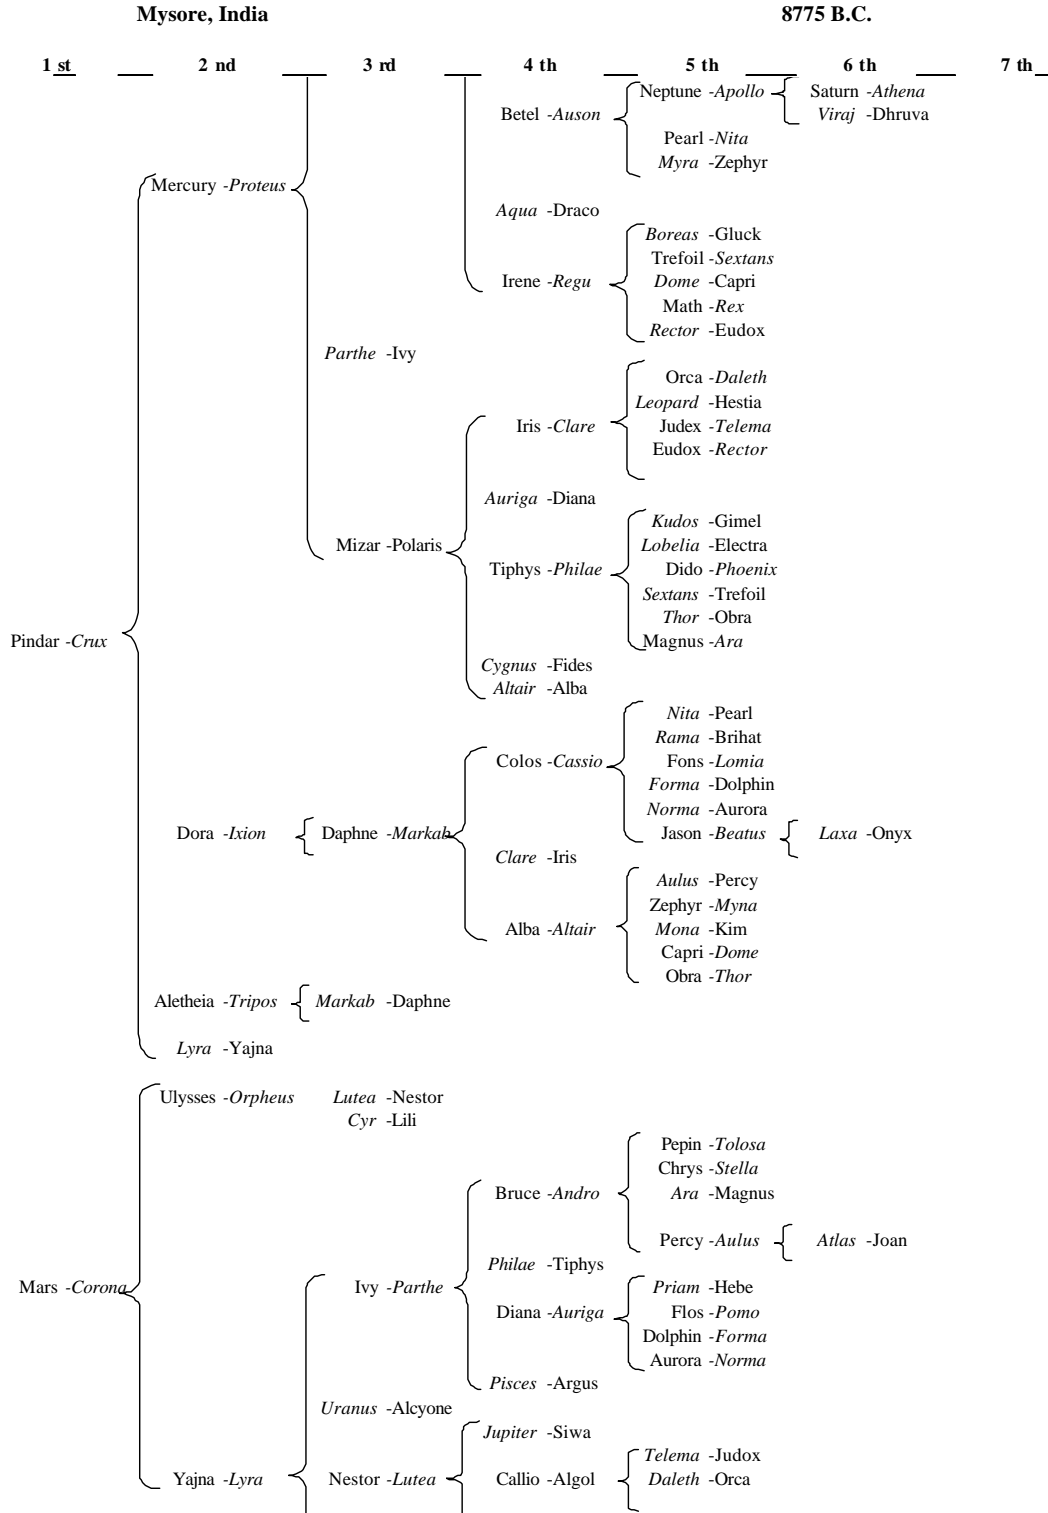 Mysore, India 8775 B.C.
1 st 2 nd 3 rd 4 th 5 th 6 th 7 th
Neptune -Apollo Saturn -Athena
Betel -Auson Viraj -Dhruva
Pearl -Nita
Myra -Zephyr
Mercury -Proteus
Aqua -Draco
Boreas -Gluck
Trefoil -Sextans
Irene -Regu Dome -Capri
Math -Rex
Rector -Eudox
Parthe -Ivy
Orca -Daleth
Leopard -Hestia
Iris -Clare Judex -Telema
Eudox -Rector
Auriga -Diana
Kudos -Gimel
Mizar -Polaris Lobelia -Electra
Tiphys -Philae Dido -Phoenix
Sextans -Trefoil
Thor -Obra
Pindar -Crux Magnus -Ara
Cygnus -Fides
Altair -Alba
Nita -Pearl
Rama -Brihat
Colos -Cassio Fons -Lomia
Forma -Dolphin
Norma -Aurora
Dora -Ixion Daphne -Markab Jason -Beatus Laxa -Onyx
Clare -Iris
Aulus -Percy
Zephyr -Myna
Alba -Altair Mona -Kim
Capri -Dome
Obra -Thor
Aletheia -Tripos Markab -Daphne
Lyra -Yajna
Ulysses -Orpheus Lutea -Nestor
Cyr -Lili
Pepin -Tolosa
Chrys -Stella
Bruce -Andro Ara -Magnus
Percy -Aulus Atlas -Joan
Philae -Tiphys
Mars -Corona Ivy -Parthe Priam -Hebe
Diana -Auriga Flos -Pomo
Dolphin -Forma
Aurora -Norma
Pisces -Argus
Uranus -Alcyone
Jupiter -Siwa
Telema -Judox
Yajna -Lyra Nestor -Lutea Callio -Algol Daleth -Orca